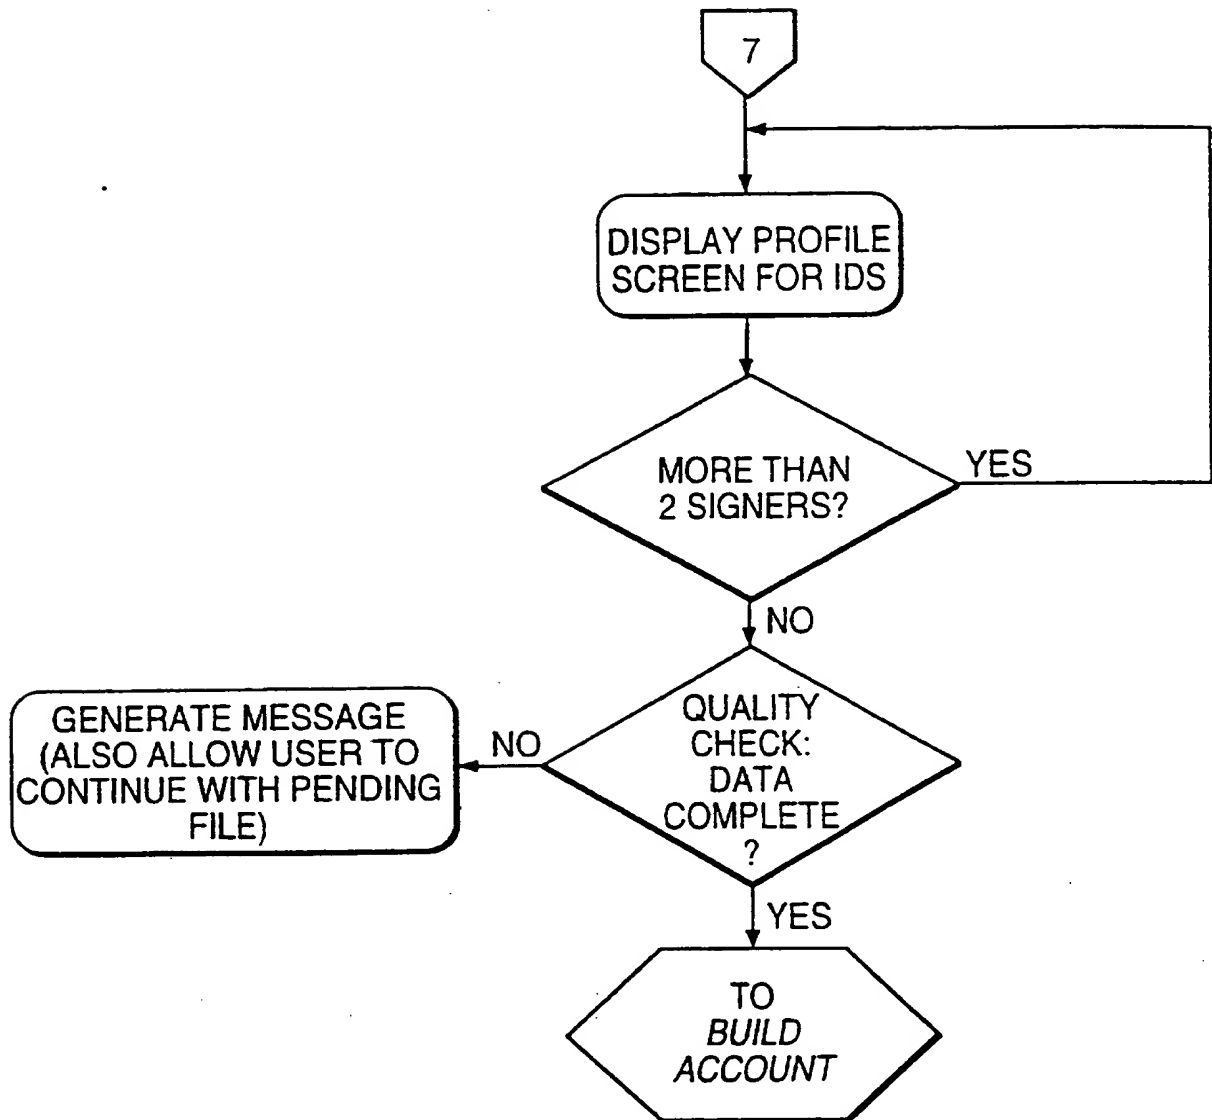 7
DISPLAY PROFILE
SCREEN FOR IDS
MORE THAN
2 SIGNERS?
YES
NO
QUALITY
CHECK:
DATA
COMPLETE
?
NO
GENERATE MESSAGE
(ALSO ALLOW USER TO
CONTINUE WITH PENDING
FILE)
YES
TO
BUILD
ACCOUNT